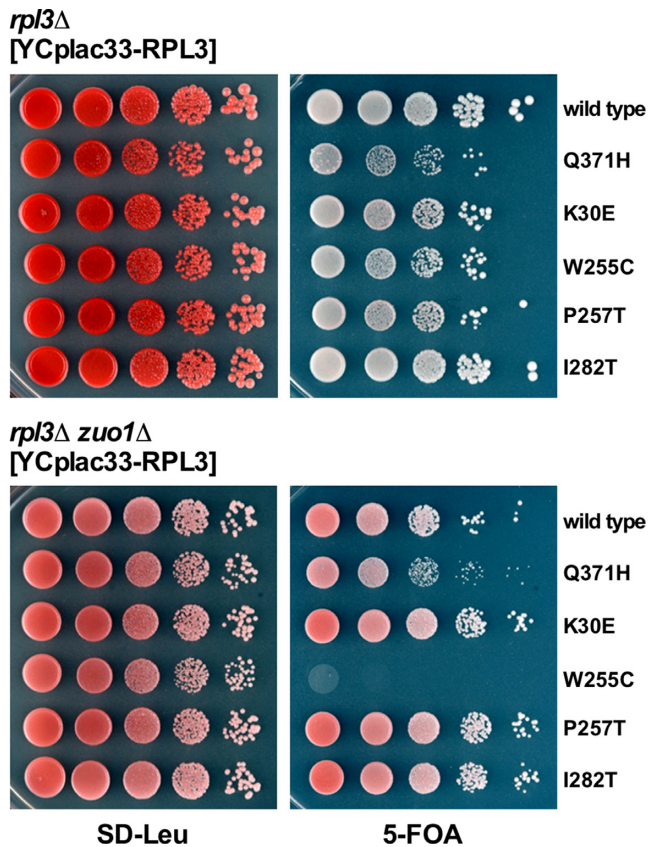 rpl3Δ
[YCplac33-RPL3]
wild type
Q371H
K30E
W255C
P257T
I282T
rpl3Δ zuo1Δ
[YCplac33-RPL3]
wild type
Q371H
K30E
W255C
P257T
I282T
SD-Leu 5-FOA